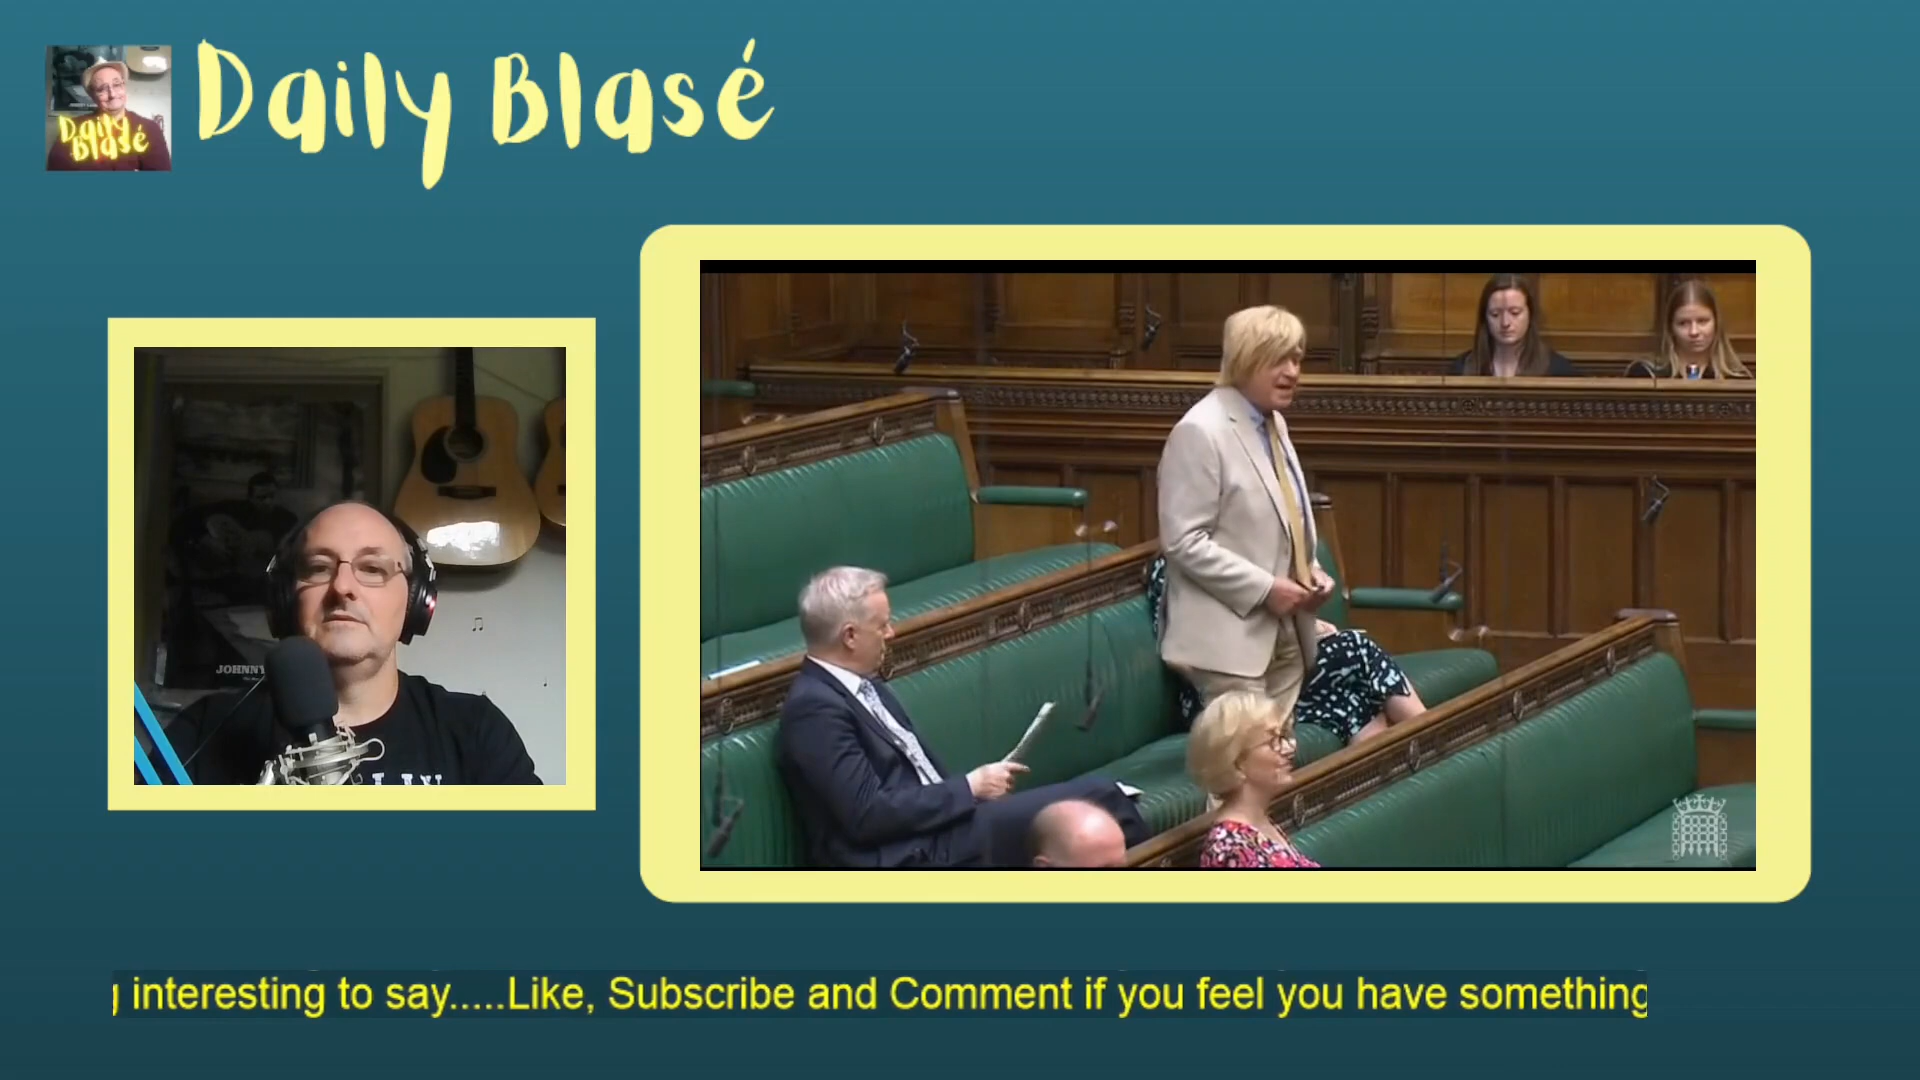 Daily Blasé
Daily
Blasé
JOHNNY
interesting to say.....Like, Subscribe and Comment if you feel you have something